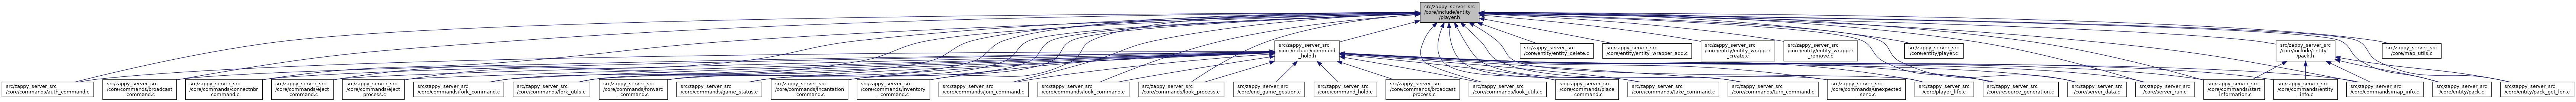 src/zappy_server_src
/core/include/entity
/player.h
src/zappy_server_src
/core/include/command
_hold.h
src/zappy_server_src
/core/entity/entity_delete.c
src/zappy_server_src
/core/entity/entity_wrapper_add.c
src/zappy_server_src
/core/entity/entity_wrapper
_create.c
src/zappy_server_src
/core/entity/entity_wrapper
_remove.c
src/zappy_server_src
/core/entity/player.c
src/zappy_server_src
/core/include/entity
/pack.h
src/zappy_server_src
/core/map_utils.c
src/zappy_server_src
/core/commands/auth_command.c
src/zappy_server_src
/core/commands/broadcast
_command.c
src/zappy_server_src
/core/commands/connectnbr
_command.c
src/zappy_server_src
/core/commands/eject
_command.c
src/zappy_server_src
/core/commands/eject
_process.c
src/zappy_server_src
/core/commands/fork_command.c
src/zappy_server_src
/core/commands/fork_utils.c
src/zappy_server_src
/core/commands/forward
_command.c
src/zappy_server_src
/core/commands/game_status.c
src/zappy_server_src
/core/commands/incantation
_command.c
src/zappy_server_src
/core/commands/inventory
_command.c
src/zappy_server_src
/core/commands/join_command.c
src/zappy_server_src
/core/commands/look_command.c
src/zappy_server_src
/core/commands/look_process.c
src/zappy_server_src
/core/end_game_gestion.c
src/zappy_server_src
/core/command_hold.c
src/zappy_server_src
/core/commands/broadcast
_process.c
src/zappy_server_src
/core/commands/look_utils.c
src/zappy_server_src
/core/commands/place
_command.c
src/zappy_server_src
/core/commands/take_command.c
src/zappy_server_src
/core/commands/turn_command.c
src/zappy_server_src
/core/commands/unexpected
_send.c
src/zappy_server_src
/core/player_life.c
src/zappy_server_src
/core/resource_generation.c
src/zappy_server_src
/core/server_data.c
src/zappy_server_src
/core/server_run.c
src/zappy_server_src
/core/commands/start
_information.c
src/zappy_server_src
/core/commands/entity
_info.c
src/zappy_server_src
/core/commands/map_info.c
src/zappy_server_src
/core/entity/pack.c
src/zappy_server_src
/core/entity/pack_get_len.c